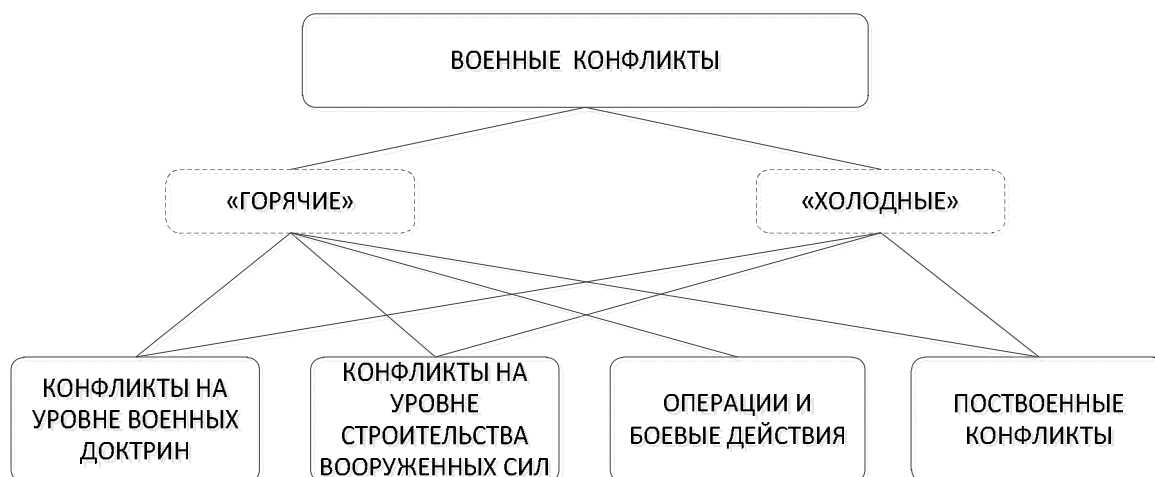 ВОЕННЫЕ КОНФЛИКТЫ
«ГОРЯЧИЕ»
«ХОЛОДНЫЕ»
КОНФЛИКТЫ НА
УРОВНЕ ВОЕННЫХ
ДОКТРИН
КОНФЛИКТЫ НА
УРОВНЕ
СТРОИТЕЛЬСТВА
ВООРУЖЕННЫХ СИЛ
ОПЕРАЦИИ И
БОЕВЫЕ ДЕЙСТВИЯ
ПОСТВОЕННЫЕ
КОНФЛИКТЫ